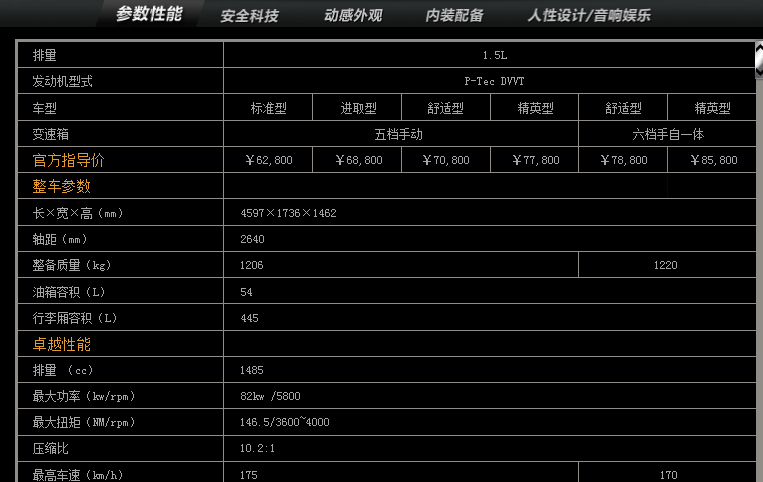 参数性能 安全科技 动感外观 内装配备 人性设计/音响娱乐
排量 1.5L
发动机型式 P-Tec DVVT
车型 标准型 进取型 舒适型 精英型 舒适型 精英型
变速箱 五档手动 六档手自一体
官方指导价 ￥62,800 ￥68,800 ￥70,800 ￥77,800 ￥78,800 ￥85,800
整车参数
长×宽×高（mm） 4597×1736×1462
轴距（mm） 2640
整备质量（kg） 1206 1220
油箱容积（L） 54
行李厢容积（L） 445
卓越性能
排量 （cc） 1485
最大功率（kw/rpm） 82kw /5800
最大扭矩（NM/rpm） 146.5/3600~4000
压缩比 10.2:1
最高车速（km/h） 175 170